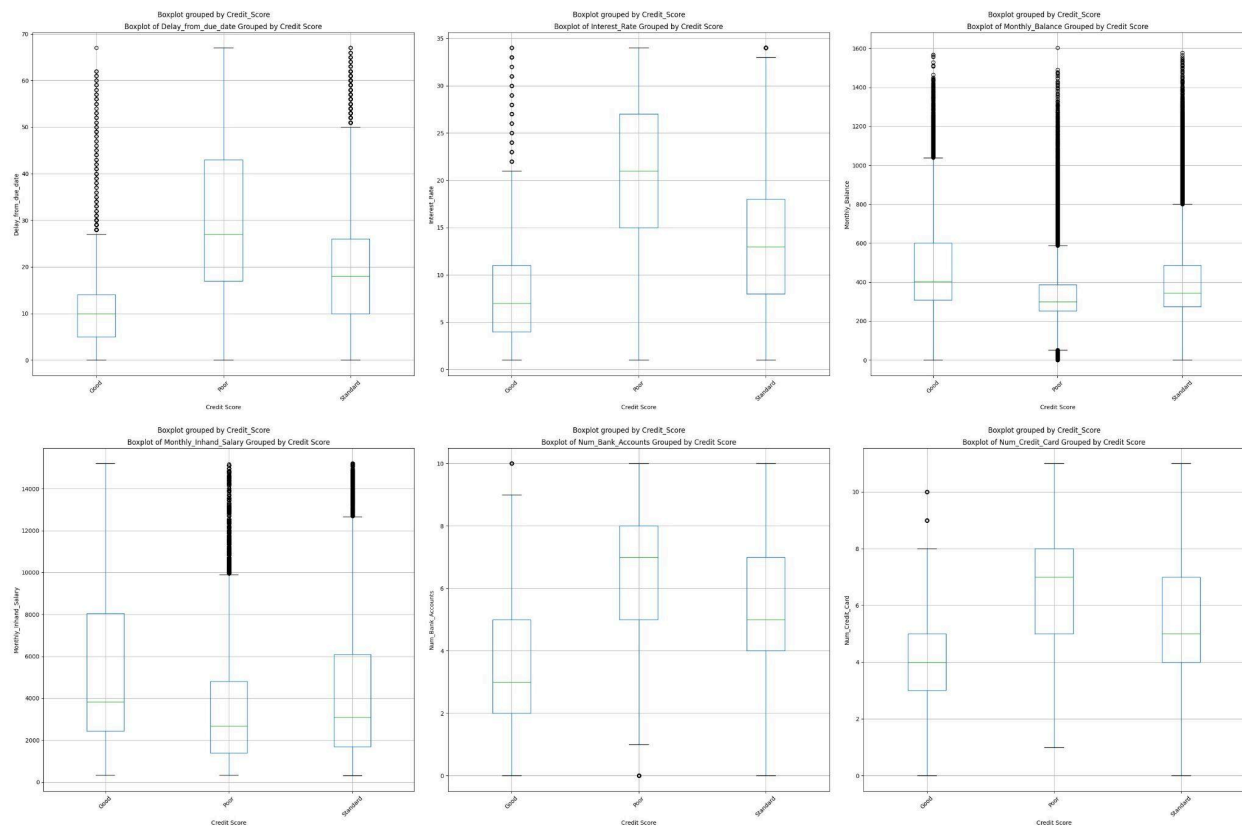 Boxplot grouped by Credit_Score
Boxplot of Delay_from_due_date Grouped by Credit Score
70
60
50
40
30
20
10
0
Delay_from_due_date
Good
Poor
Standard
Credit Score
Boxplot grouped by Credit_Score
Boxplot of Interest_Rate Grouped by Credit Score
35
30
25
20
15
10
5
0
Interest_Rate
Good
Poor
Standard
Credit Score
Boxplot grouped by Credit_Score
Boxplot of Monthly_Balance Grouped by Credit Score
1600
1400
1200
1000
800
600
400
200
0
Monthly_Balance
Good
Poor
Standard
Credit Score
Boxplot grouped by Credit_Score
Boxplot of Monthly_Inhand_Salary Grouped by Credit Score
14000
12000
10000
8000
6000
4000
2000
0
Monthly_Inhand_Salary
Good
Poor
Standard
Credit Score
Boxplot grouped by Credit_Score
Boxplot of Num_Bank_Accounts Grouped by Credit Score
10
8
6
4
2
0
Num_Bank_Accounts
Good
Poor
Standard
Credit Score
Boxplot grouped by Credit_Score
Boxplot of Num_Credit_Card Grouped by Credit Score
10
8
6
4
2
0
Num_Credit_Card
Good
Poor
Standard
Credit Score